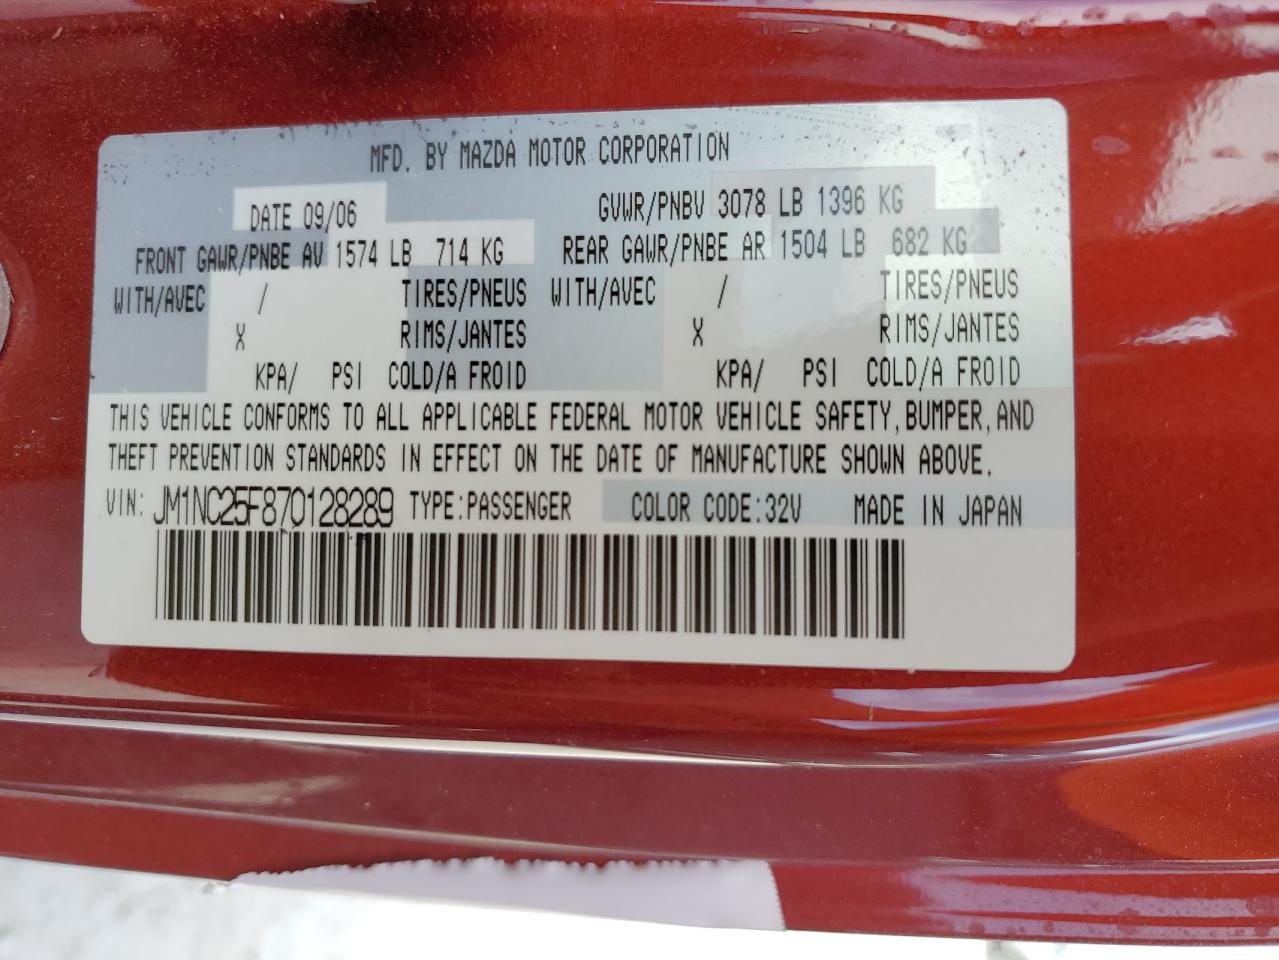 MFD. BY MAZDA MOTOR CORPORATION
DATE 09/06 GVWR/PNBV 3078 LB 1396 KG
FRONT GAWR/PNBE AV 1574 LB 714 KG REAR GAWR/PNBE AR 1504 LB 682 KG
WITH/AVEC / TIRES/PNEUS WITH/AVEC / TIRES/PNEUS
X RIMS/JANTES X RIMS/JANTES
KPA/ PSI COLD/A FROID KPA/ PSI COLD/A FROID
THIS VEHICLE CONFORMS TO ALL APPLICABLE FEDERAL MOTOR VEHICLE SAFETY, BUMPER, AND
THEFT PREVENTION STANDARDS IN EFFECT ON THE DATE OF MANUFACTURE SHOWN ABOVE.
VIN: JM1NC25F870128289 TYPE:PASSENGER COLOR CODE:32V MADE IN JAPAN